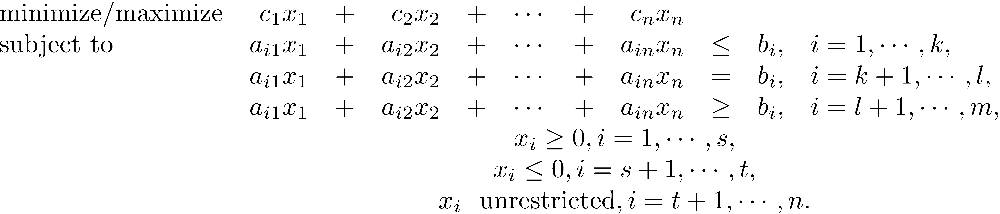 minimize/maximize c₁x₁ + c₂x₂ + ⋯ + cₙxₙ
subject to aᵢ₁x₁ + aᵢ₂x₂ + ⋯ + aᵢₙxₙ ≤ bᵢ, i = 1, ⋯ , k,
aᵢ₁x₁ + aᵢ₂x₂ + ⋯ + aᵢₙxₙ = bᵢ, i = k + 1, ⋯ , l,
aᵢ₁x₁ + aᵢ₂x₂ + ⋯ + aᵢₙxₙ ≥ bᵢ, i = l + 1, ⋯ , m,
xᵢ ≥ 0, i = 1, ⋯ , s,
xᵢ ≤ 0, i = s + 1, ⋯ , t,
xᵢ unrestricted, i = t + 1, ⋯ , n.